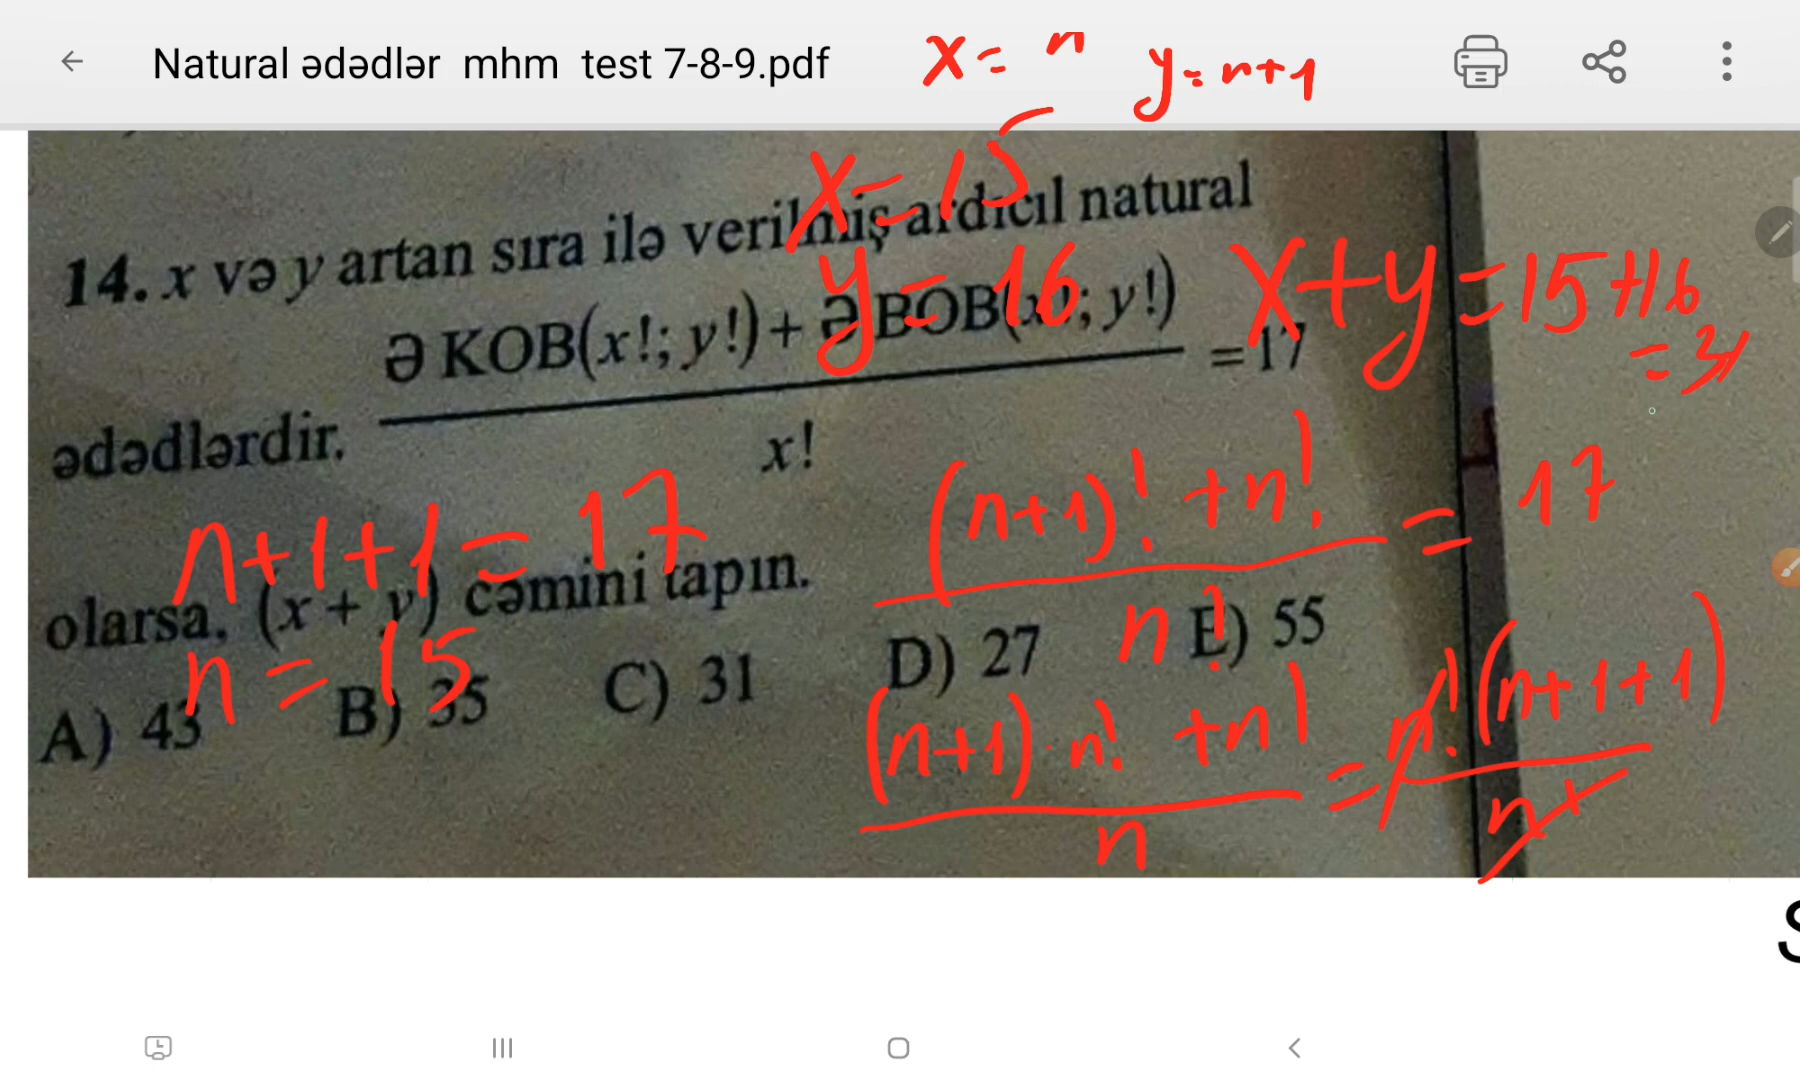 Natural ədədlər mhm test 7-8-9.pdf
x = n y = n+1
x = 15
14. x və y artan sıra ilə verilmiş ardıcıl natural
y = 16
x+y = 15+16
= 31
ƏKOB(x!; y!) + ƏBOB(x!; y!)
= 17
ədədlərdir.
x!
(n+1)! + n!
= 17
n!
n+1+1 = 17
olarsa, (x + y) cəmini tapın.
n = 15
A) 43 B) 35 C) 31 D) 27 E) 55
(n+1)·n! + n!
= n!(n+1+1)
n
n!
S